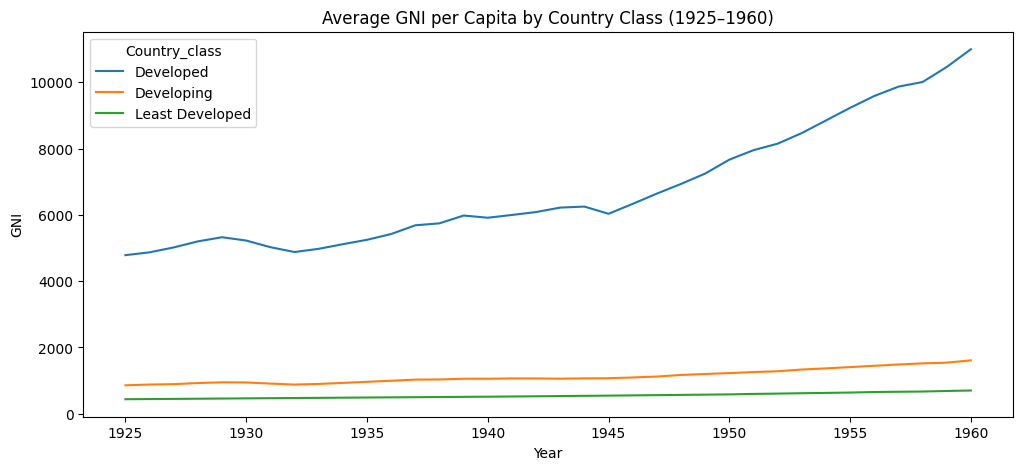 Average GNI per Capita by Country Class (1925–1960)
Country_class
Developed
Developing
Least Developed
GNI
10000
8000
6000
4000
2000
0
1925 1930 1935 1940 1945 1950 1955 1960
Year